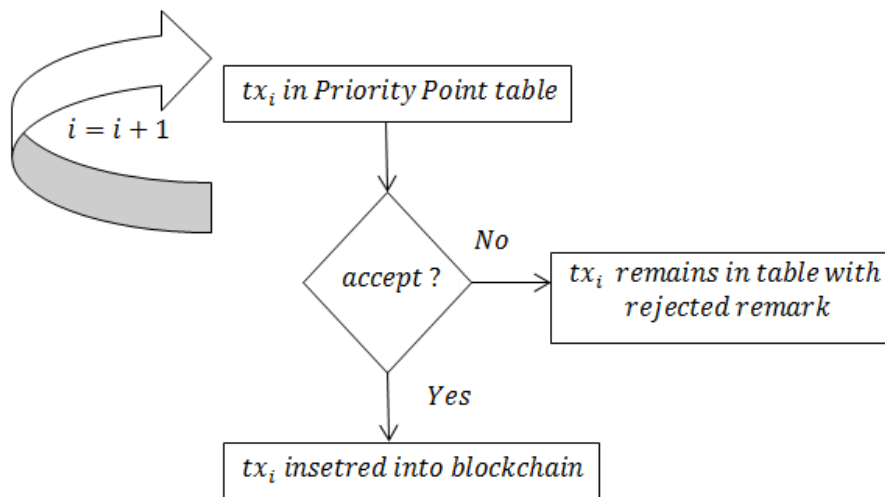 tx_i in Priority Point table
i = i + 1
No
accept ?
tx_i remains in table with
rejected remark
Yes
tx_i insetred into blockchain